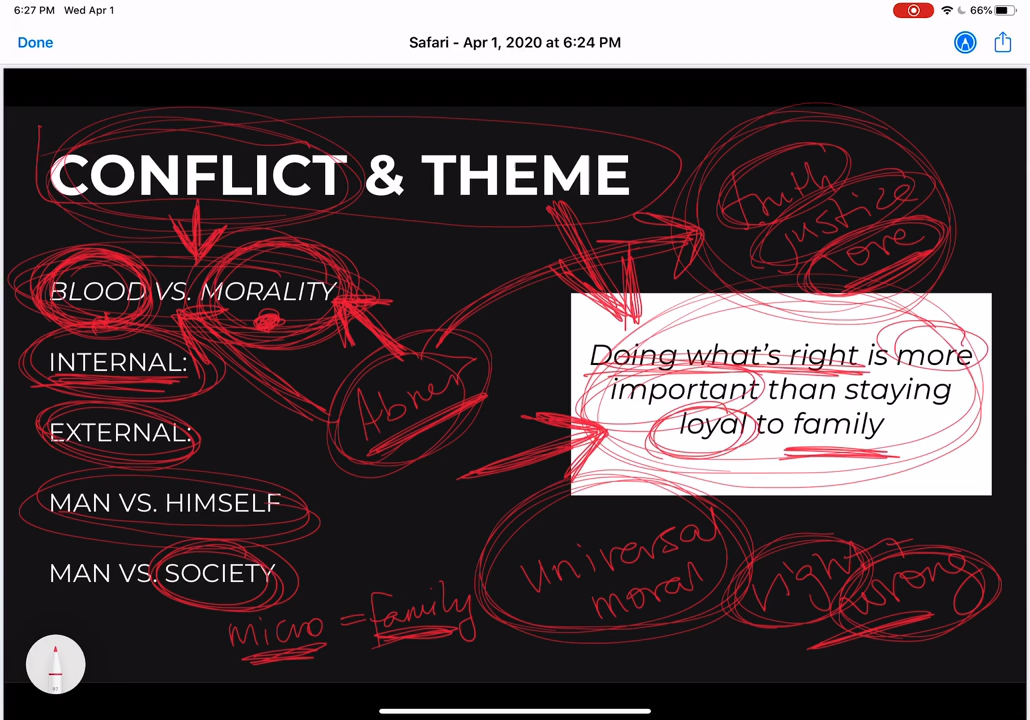 6:27 PM Wed Apr 1
66%
Done
Safari - Apr 1, 2020 at 6:24 PM
CONFLICT & THEME
truth
justice
love
BLOOD VS. MORALITY
INTERNAL:
Abner
EXTERNAL:
Doing what's right is more
important than staying
loyal to family
MAN VS. HIMSELF
MAN VS. SOCIETY
micro = family
universal
moral
right +
wrong
97